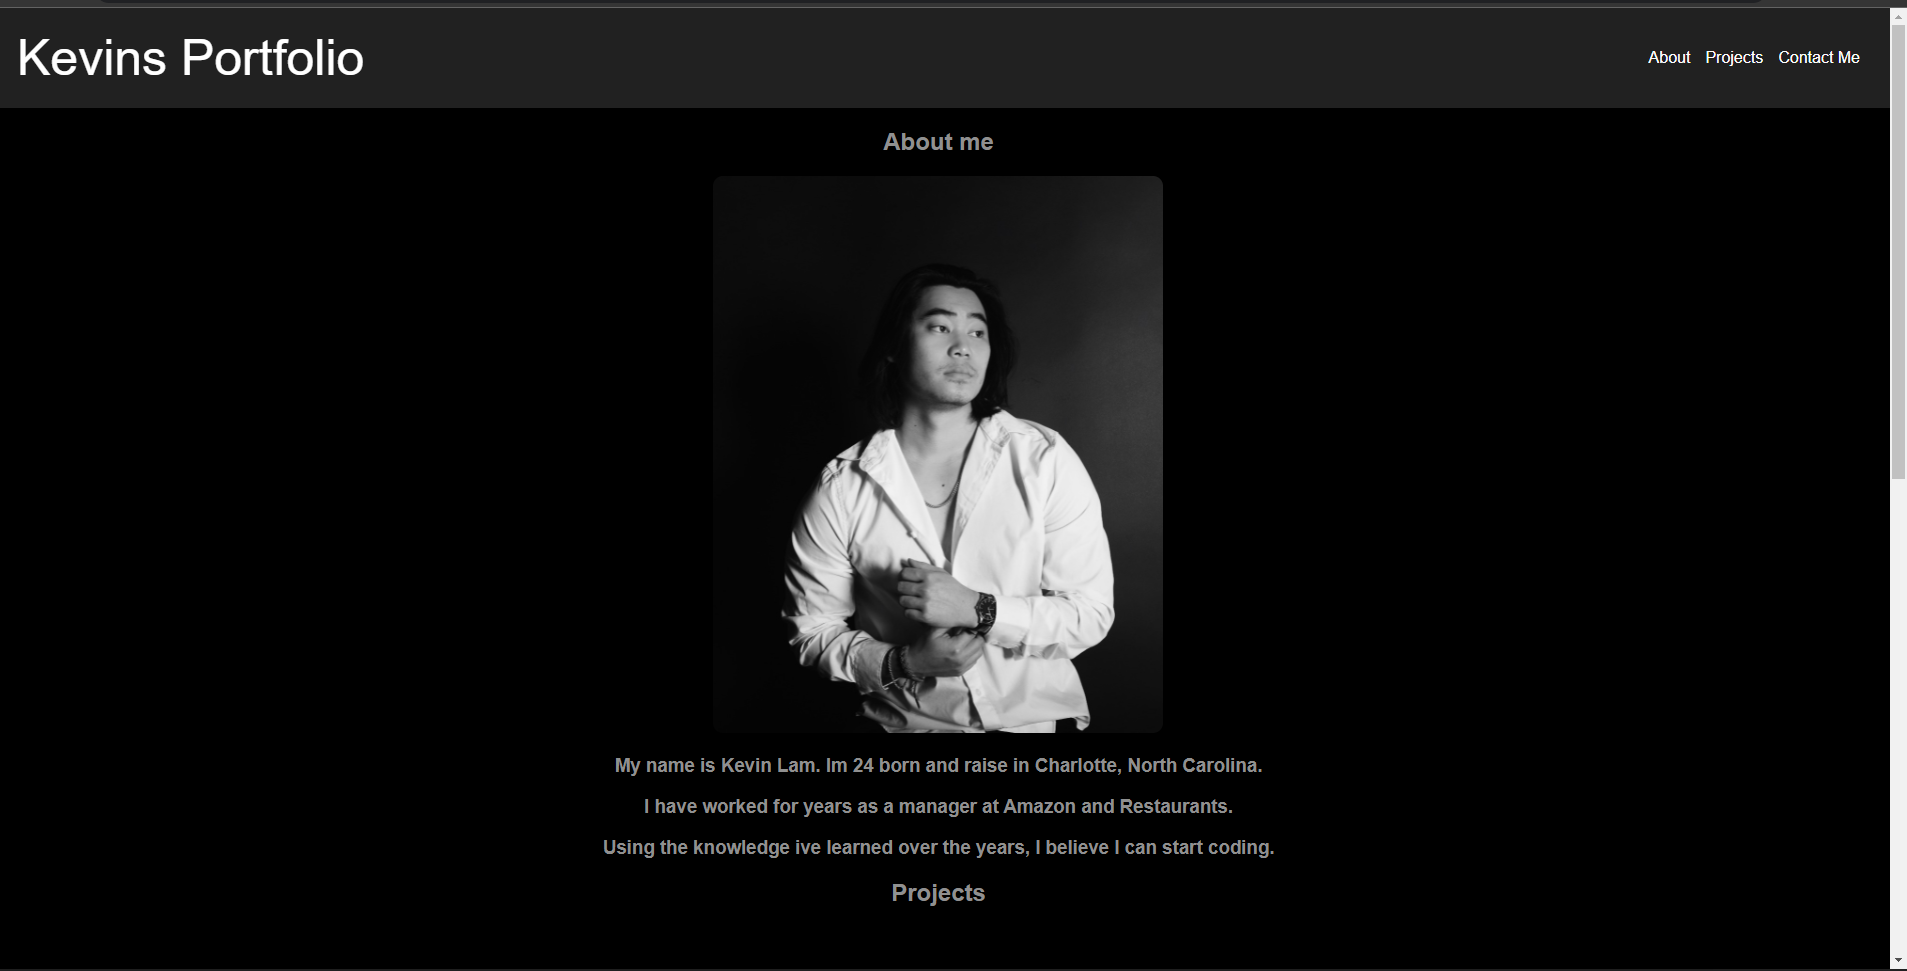 Kevins Portfolio
About Projects Contact Me
About me
My name is Kevin Lam. Im 24 born and raise in Charlotte, North Carolina.
I have worked for years as a manager at Amazon and Restaurants.
Using the knowledge ive learned over the years, I believe I can start coding.
Projects